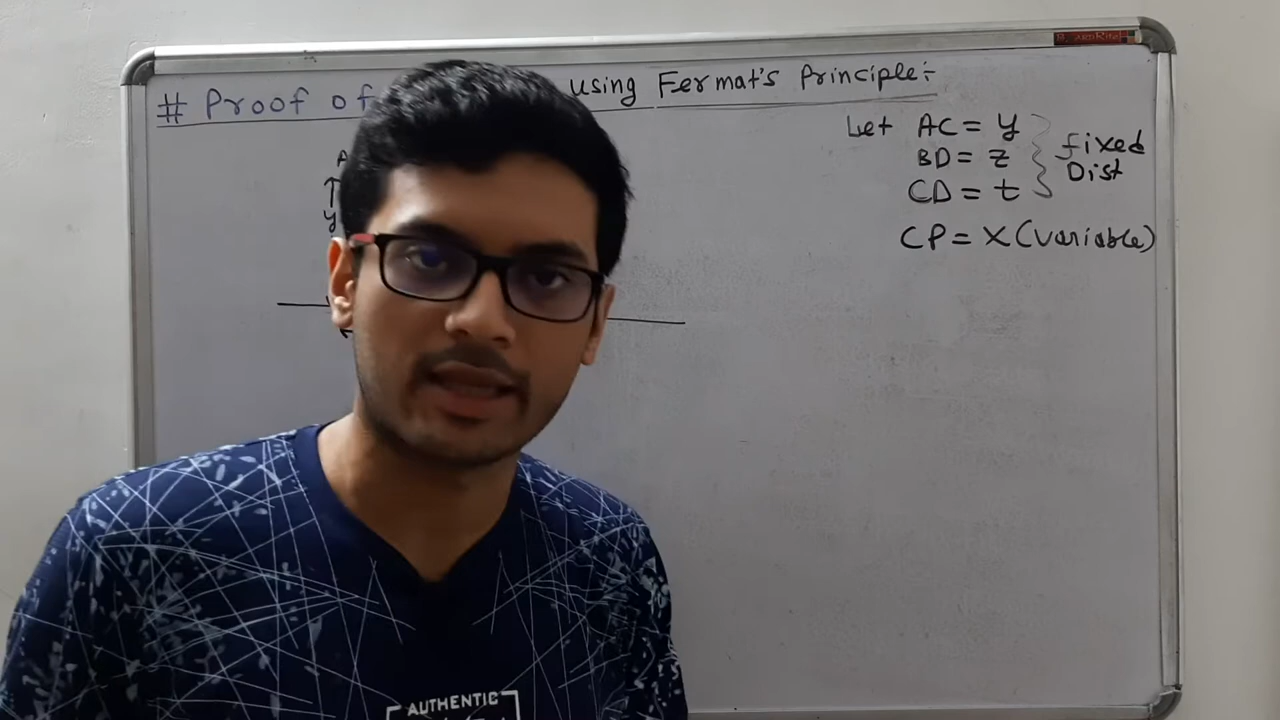 # Proof of using Fermat's Principle:-
Let AC = y
BD = z
CD = t
fixed
Dist
CP = x (variable)
A
y
AUTHENTIC